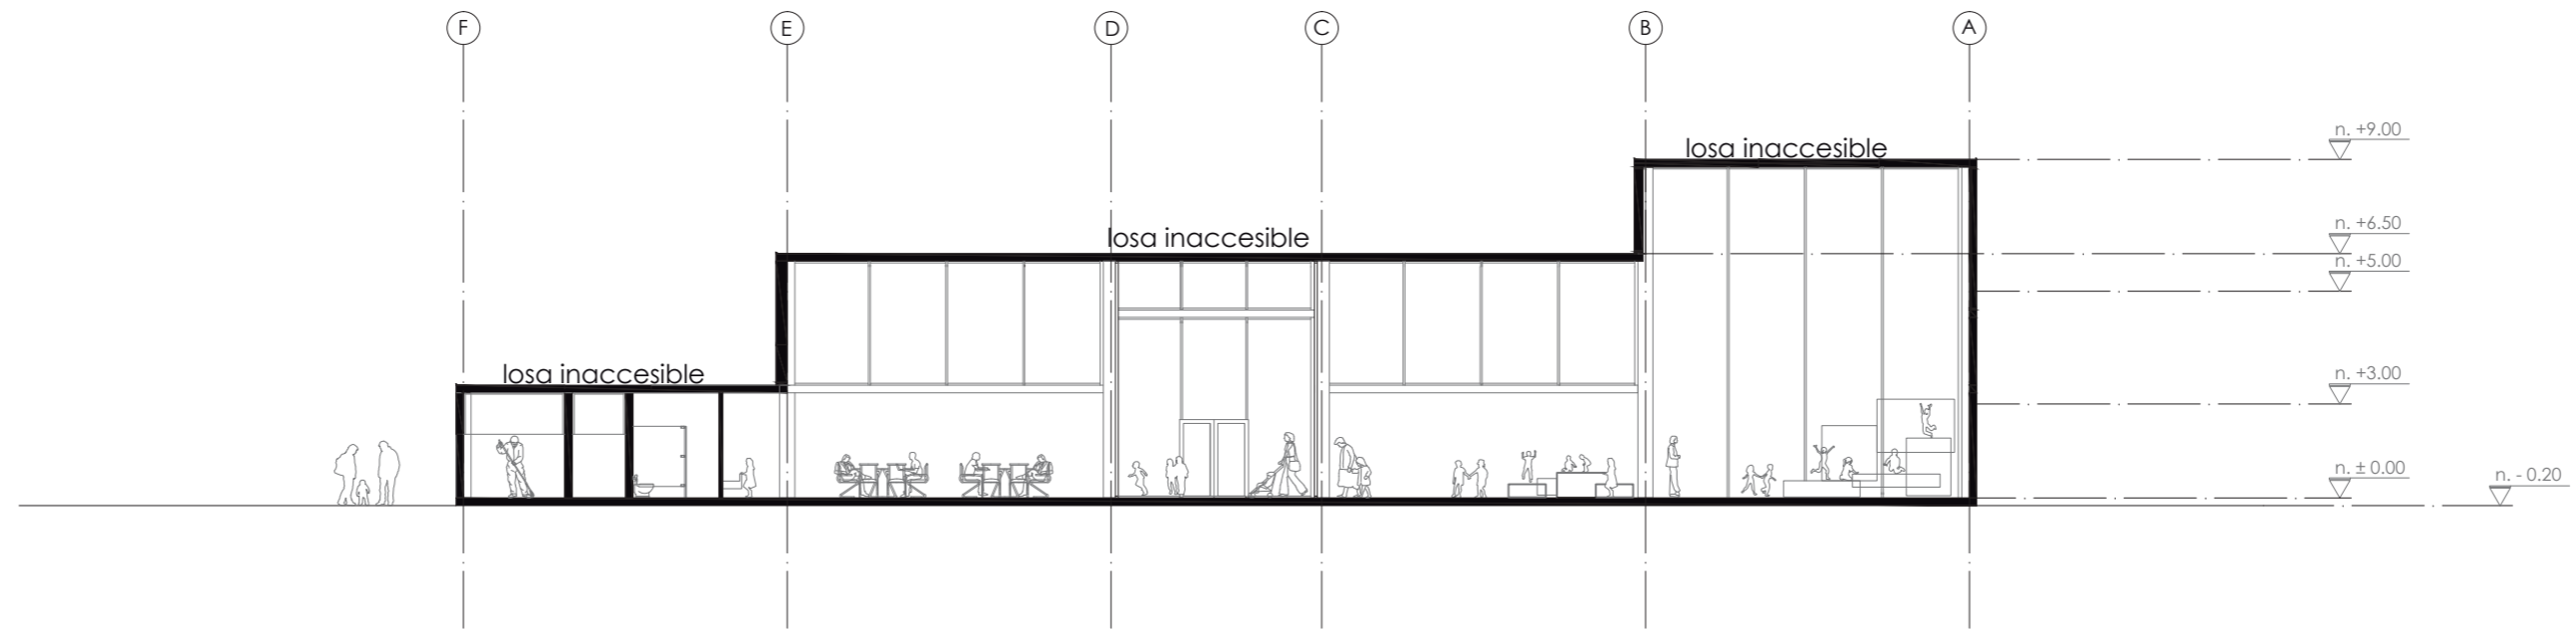 F E D C B A
n. +9.00
losa inaccesible
n. +6.50
losa inaccesible
n. +5.00
losa inaccesible
n. +3.00
n. ± 0.00
n. - 0.20